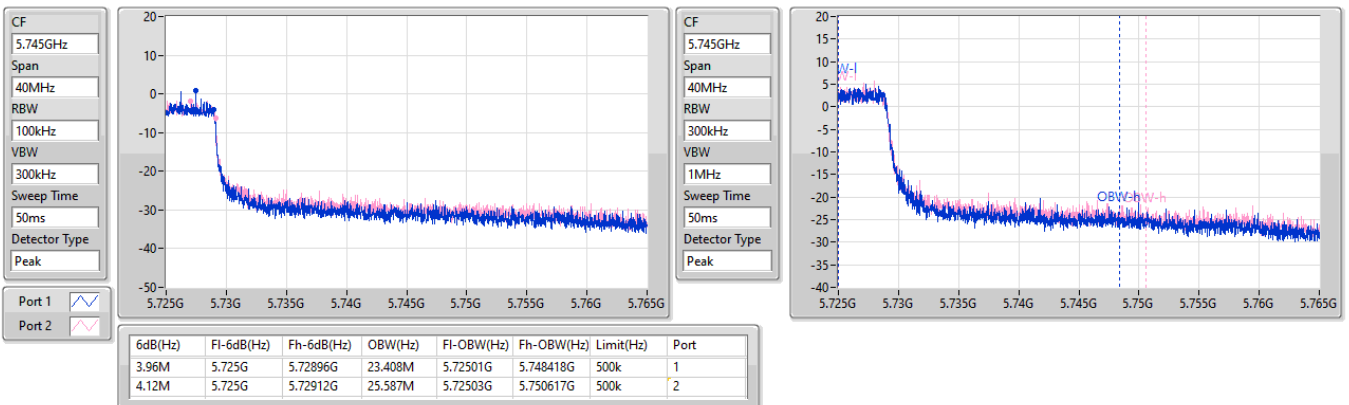 CF
5.745GHz
Span
40MHz
RBW
100kHz
VBW
300kHz
Sweep Time
50ms
Detector Type
Peak
Port 1
Port 2
20-
10-
0-
-10-
-20-
-30-
-40-
-50-
5.725G 5.73G 5.735G 5.74G 5.745G 5.75G 5.755G 5.76G 5.765G
CF
5.745GHz
Span
40MHz
RBW
300kHz
VBW
1MHz
Sweep Time
50ms
Detector Type
Peak
20-
15-
10-
5-
0-
-5-
-10-
-15-
-20-
-25-
-30-
-35-
-40-
W-l
W-l
OBW-h
W-h
5.725G 5.73G 5.735G 5.74G 5.745G 5.75G 5.755G 5.76G 5.765G
6dB(Hz) Fl-6dB(Hz) Fh-6dB(Hz) OBW(Hz) Fl-OBW(Hz) Fh-OBW(Hz) Limit(Hz) Port
3.96M 5.725G 5.72896G 23.408M 5.72501G 5.748418G 500k 1
4.12M 5.725G 5.72912G 25.587M 5.72503G 5.750617G 500k 2